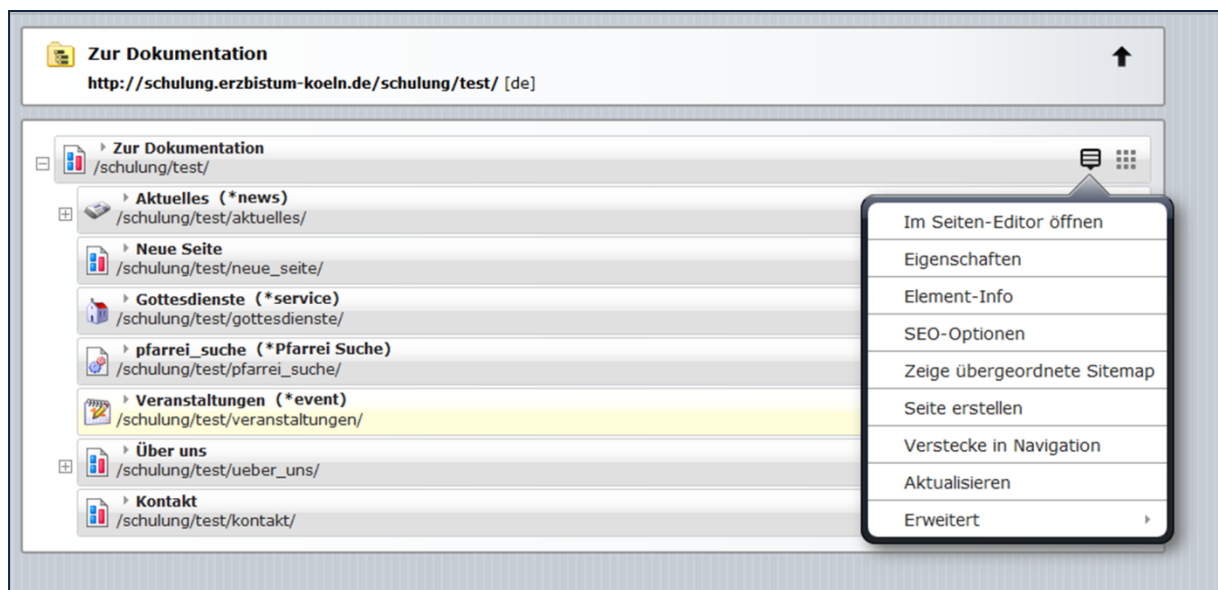 Zur Dokumentation
http://schulung.erzbistum-koeln.de/schulung/test/ [de]
Zur Dokumentation
/schulung/test/
Aktuelles (*news)
/schulung/test/aktuelles/
Neue Seite
/schulung/test/neue_seite/
Gottesdienste (*service)
/schulung/test/gottesdienste/
pfarrei_suche (*Pfarrei Suche)
/schulung/test/pfarrei_suche/
Veranstaltungen (*event)
/schulung/test/veranstaltungen/
Über uns
/schulung/test/ueber_uns/
Kontakt
/schulung/test/kontakt/
Im Seiten-Editor öffnen
Eigenschaften
Element-Info
SEO-Optionen
Zeige übergeordnete Sitemap
Seite erstellen
Verstecke in Navigation
Aktualisieren
Erweitert